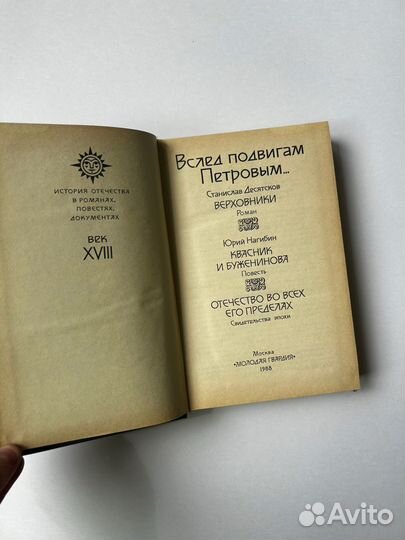 ИСТОРИЯ ОТЕЧЕСТВА
В РОМАНАХ,
ПОВЕСТЯХ,
ДОКУМЕНТАХ
ВЕК
XVIII
Вслед подвигам
Петровым...
Станислав Десятсков
ВЕРХОВНИКИ
Роман
Юрий Нагибин
КВАСНИК
И БУЖЕНИНОВА
Повесть
ОТЕЧЕСТВО ВО ВСЕХ
ЕГО ПРЕДЕЛАХ
Свидетельства эпохи
Москва
«МОЛОДАЯ ГВАРДИЯ»
1988
Avito